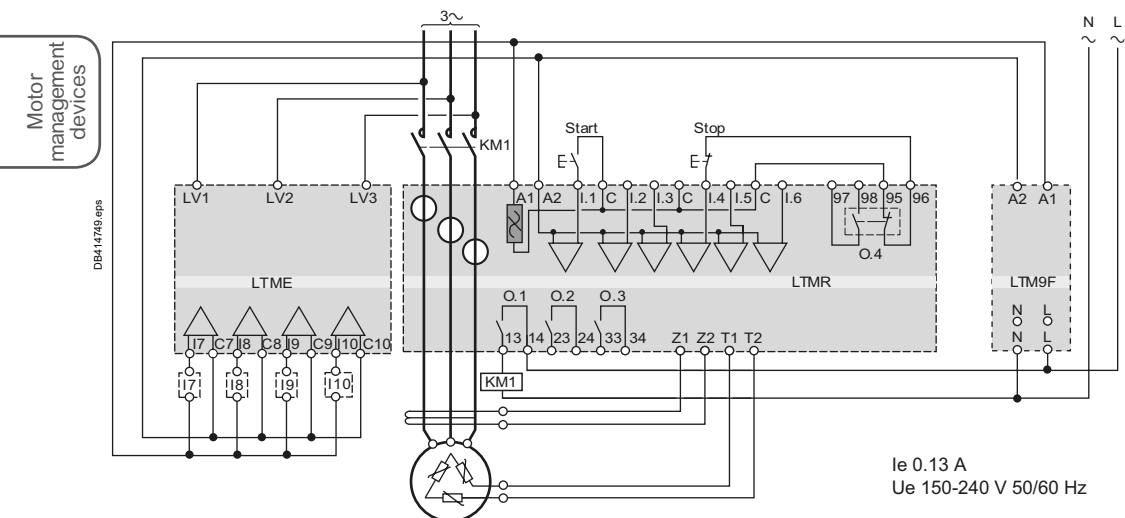 3~
N L
~ ~
Motor
management
devices
DB414749.eps
KM1
Start
Stop
LV1 LV2 LV3
A1 A2 I.1 C I.2 I.3 C I.4 I.5 C I.6 97 98 95 96
A2 A1
O.4
LTME
LTMR
LTM9F
O.1 O.2 O.3
N L
I7 C7 I8 C8 I9 C9 I10 C10
13 14 23 24 33 34 Z1 Z2 T1 T2
N L
I7 I8 I9 I10
KM1
Ie 0.13 A
Ue 150-240 V 50/60 Hz